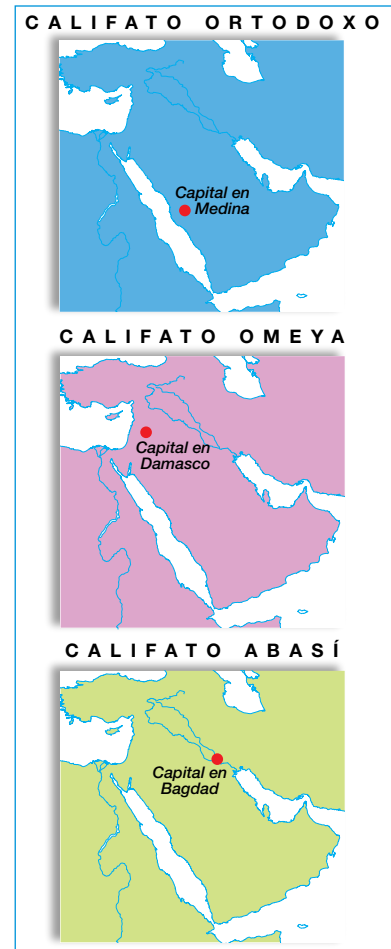 CALIFATO ORTODOXO
Capital en
Medina
CALIFATO OMEYA
Capital en
Damasco
CALIFATO ABASÍ
Capital en
Bagdad